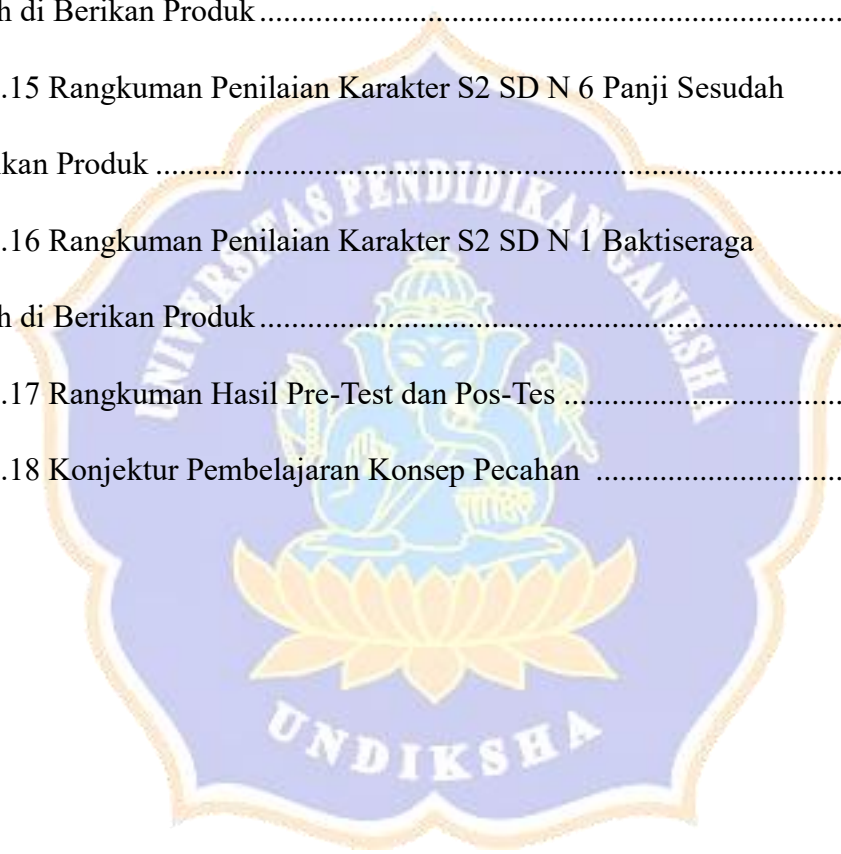 h di Berikan Produk ........................................................................
.15 Rangkuman Penilaian Karakter S2 SD N 6 Panji Sesudah
kan Produk .....................................................................................
.16 Rangkuman Penilaian Karakter S2 SD N 1 Baktiseraga
h di Berikan Produk ........................................................................
.17 Rangkuman Hasil Pre-Test dan Pos-Tes ...................................
.18 Konjektur Pembelajaran Konsep Pecahan ...............................
UNIVERSITAS PENDIDIKAN GANESHA
UNDIKSHA